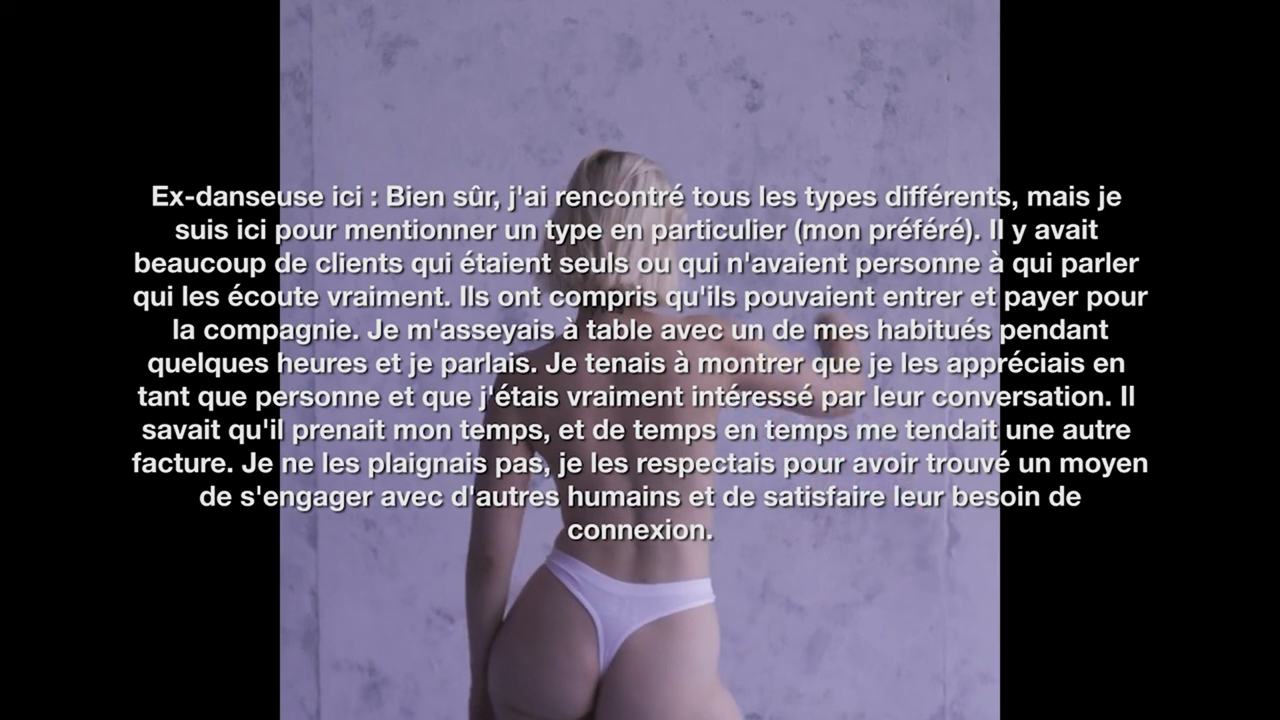 Ex-danseuse ici : Bien sûr, j'ai rencontré tous les types différents, mais je
suis ici pour mentionner un type en particulier (mon préféré). Il y avait
beaucoup de clients qui étaient seuls ou qui n'avaient personne à qui parler
qui les écoute vraiment. Ils ont compris qu'ils pouvaient entrer et payer pour
la compagnie. Je m'asseyais à table avec un de mes habitués pendant
quelques heures et je parlais. Je tenais à montrer que je les appréciais en
tant que personne et que j'étais vraiment intéressé par leur conversation. Il
savait qu'il prenait mon temps, et de temps en temps me tendait une autre
facture. Je ne les plaignais pas, je les respectais pour avoir trouvé un moyen
de s'engager avec d'autres humains et de satisfaire leur besoin de
connexion.